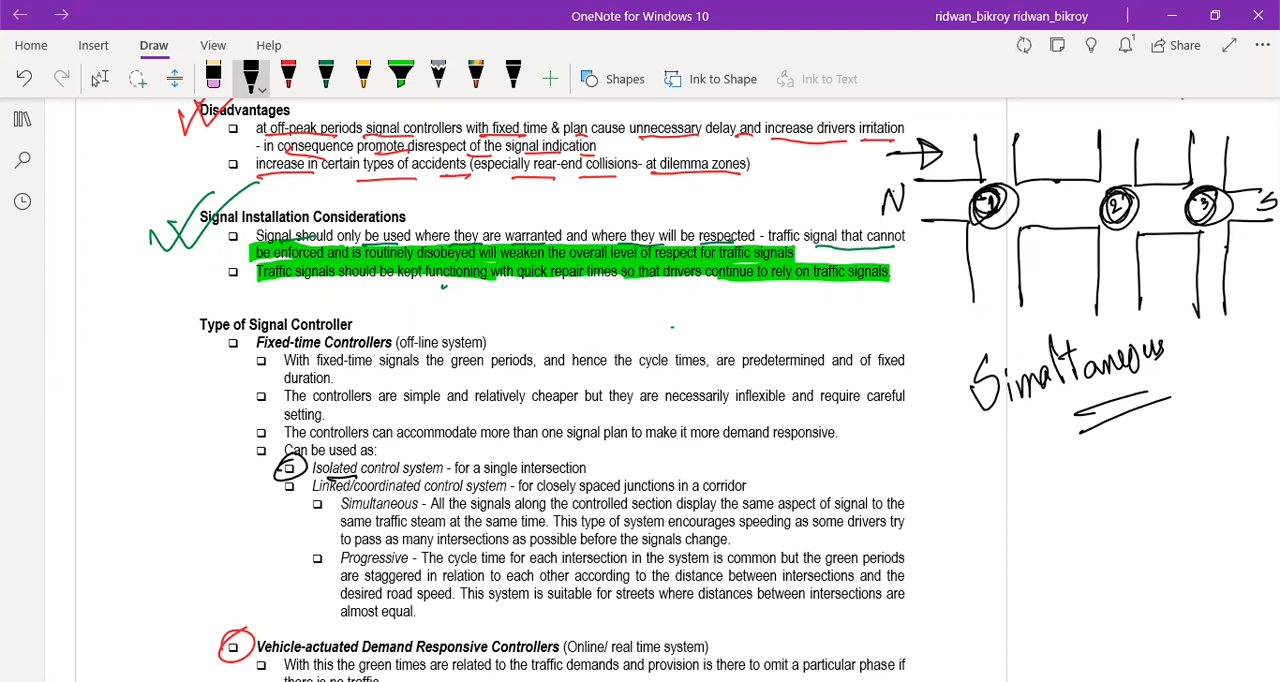 OneNote for Windows 10
ridwan_bikroy ridwan_bikroy
Home Insert Draw View Help
1
Share
Shapes
Ink to Shape
Ink to Text
Disadvantages
at off-peak periods signal controllers with fixed time & plan cause unnecessary delay and increase drivers irritation
- in consequence promote disrespect of the signal indication
increase in certain types of accidents (especially rear-end collisions- at dilemma zones)
Signal Installation Considerations
Signal should only be used where they are warranted and where they will be respected - traffic signal that cannot
be enforced and is routinely disobeyed will weaken the overall level of respect for traffic signals
Traffic signals should be kept functioning with quick repair times so that drivers continue to rely on traffic signals.
Type of Signal Controller
Fixed-time Controllers (off-line system)
With fixed-time signals the green periods, and hence the cycle times, are predetermined and of fixed
duration.
The controllers are simple and relatively cheaper but they are necessarily inflexible and require careful
setting.
The controllers can accommodate more than one signal plan to make it more demand responsive.
Can be used as:
Isolated control system - for a single intersection
Linked/coordinated control system - for closely spaced junctions in a corridor
Simultaneous - All the signals along the controlled section display the same aspect of signal to the
same traffic steam at the same time. This type of system encourages speeding as some drivers try
to pass as many intersections as possible before the signals change.
Progressive - The cycle time for each intersection in the system is common but the green periods
are staggered in relation to each other according to the distance between intersections and the
desired road speed. This system is suitable for streets where distances between intersections are
almost equal.
Vehicle-actuated Demand Responsive Controllers (Online/ real time system)
With this the green times are related to the traffic demands and provision is there to omit a particular phase if
there is no traffic
N 1 2 3 S
Simaltaneous